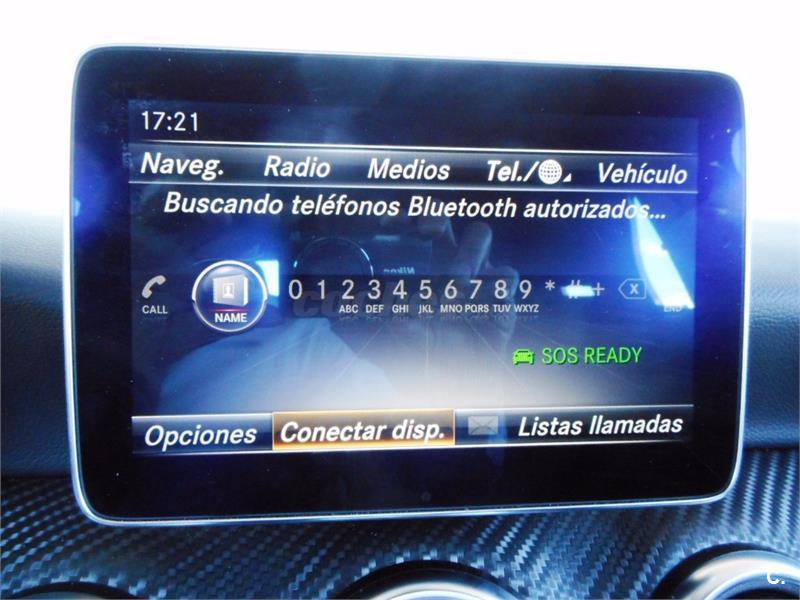 17:21
Naveg. Radio Medios Tel./ Vehículo
Buscando teléfonos Bluetooth autorizados...
0 1 2 3 4 5 6 7 8 9 * # +
CALL NAME ABC DEF GHI JKL MNO PQRS TUV WXYZ END
SOS READY
Opciones Conectar disp. Listas llamadas
C.